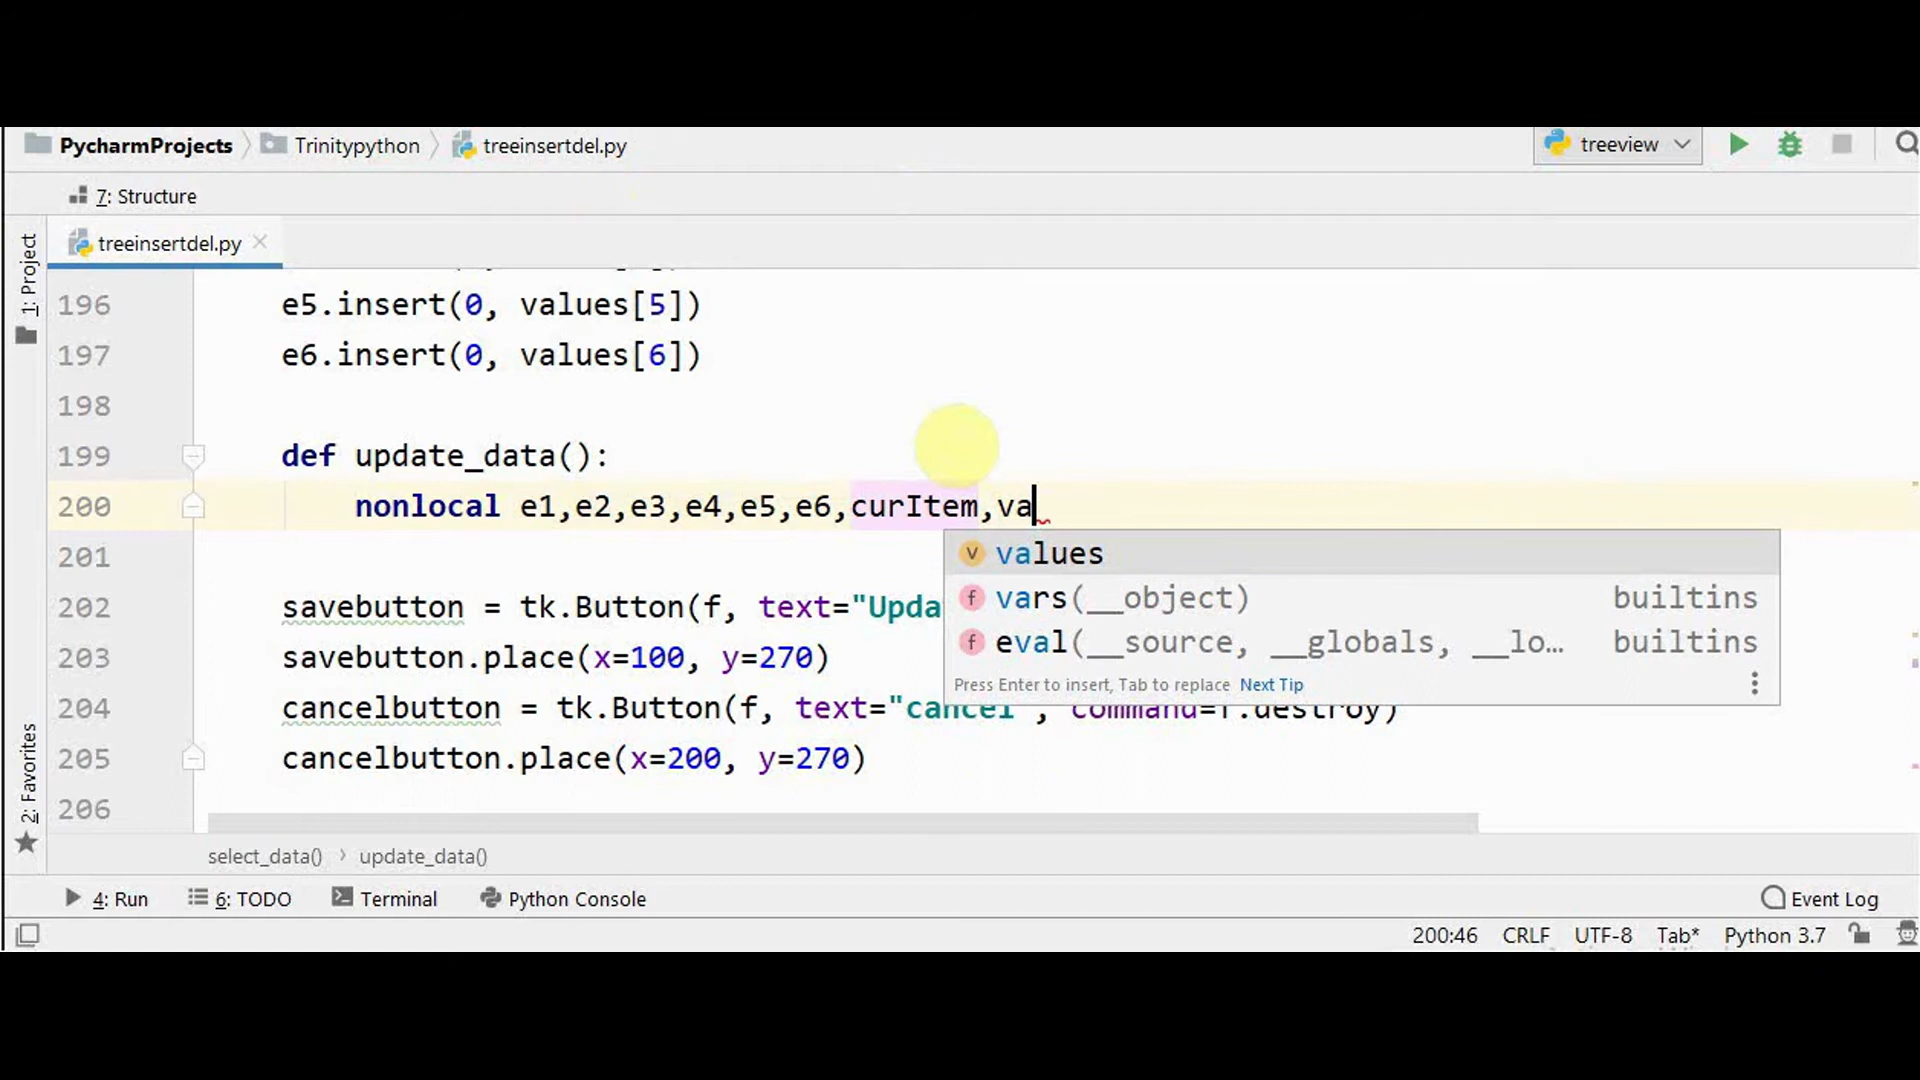 PycharmProjects Trinitypython treeinsertdel.py treeview
7: Structure
1: Project
treeinsertdel.py
196 e5.insert(0, values[5])
197 e6.insert(0, values[6])
198
199 def update_data():
200 nonlocal e1,e2,e3,e4,e5,e6,curItem,va
values
vars(__object) builtins
eval(__source, __globals, __lo… builtins
Press Enter to insert, Tab to replace Next Tip
201
202 savebutton = tk.Button(f, text="Upda
203 savebutton.place(x=100, y=270)
204 cancelbutton = tk.Button(f, text="cancel", command=f.destroy)
205 cancelbutton.place(x=200, y=270)
206
2: Favorites
select_data() update_data()
4: Run 6: TODO Terminal Python Console Event Log
200:46 CRLF UTF-8 Tab* Python 3.7